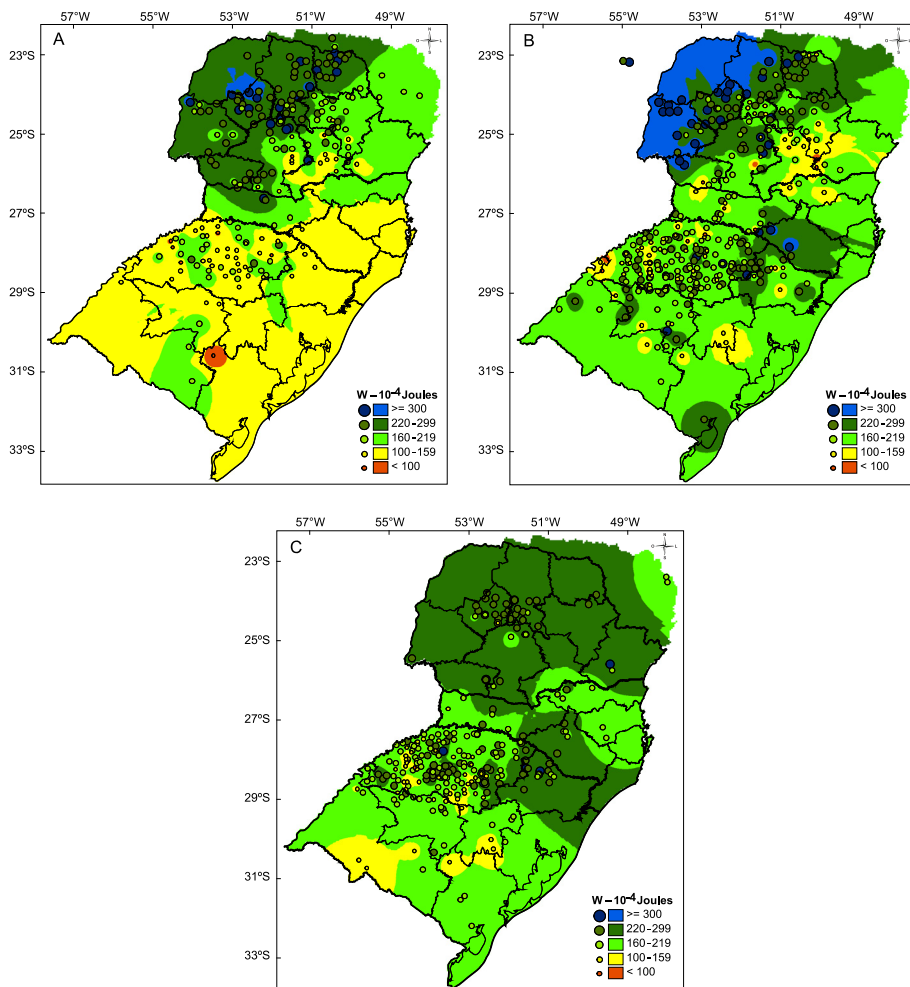 57°W 55°W 53°W 51°W 49°W
A
23°S
25°S
27°S
29°S
31°S
33°S
W – 10⁻⁴ Joules
>= 300
220 – 299
160 – 219
100 – 159
< 100
57°W 55°W 53°W 51°W 49°W
B
23°S
25°S
27°S
29°S
31°S
33°S
W – 10⁻⁴ Joules
>= 300
220 – 299
160 – 219
100 – 159
< 100
57°W 55°W 53°W 51°W 49°W
C
23°S
25°S
27°S
29°S
31°S
33°S
W – 10⁻⁴ Joules
>= 300
220 – 299
160 – 219
100 – 159
< 100